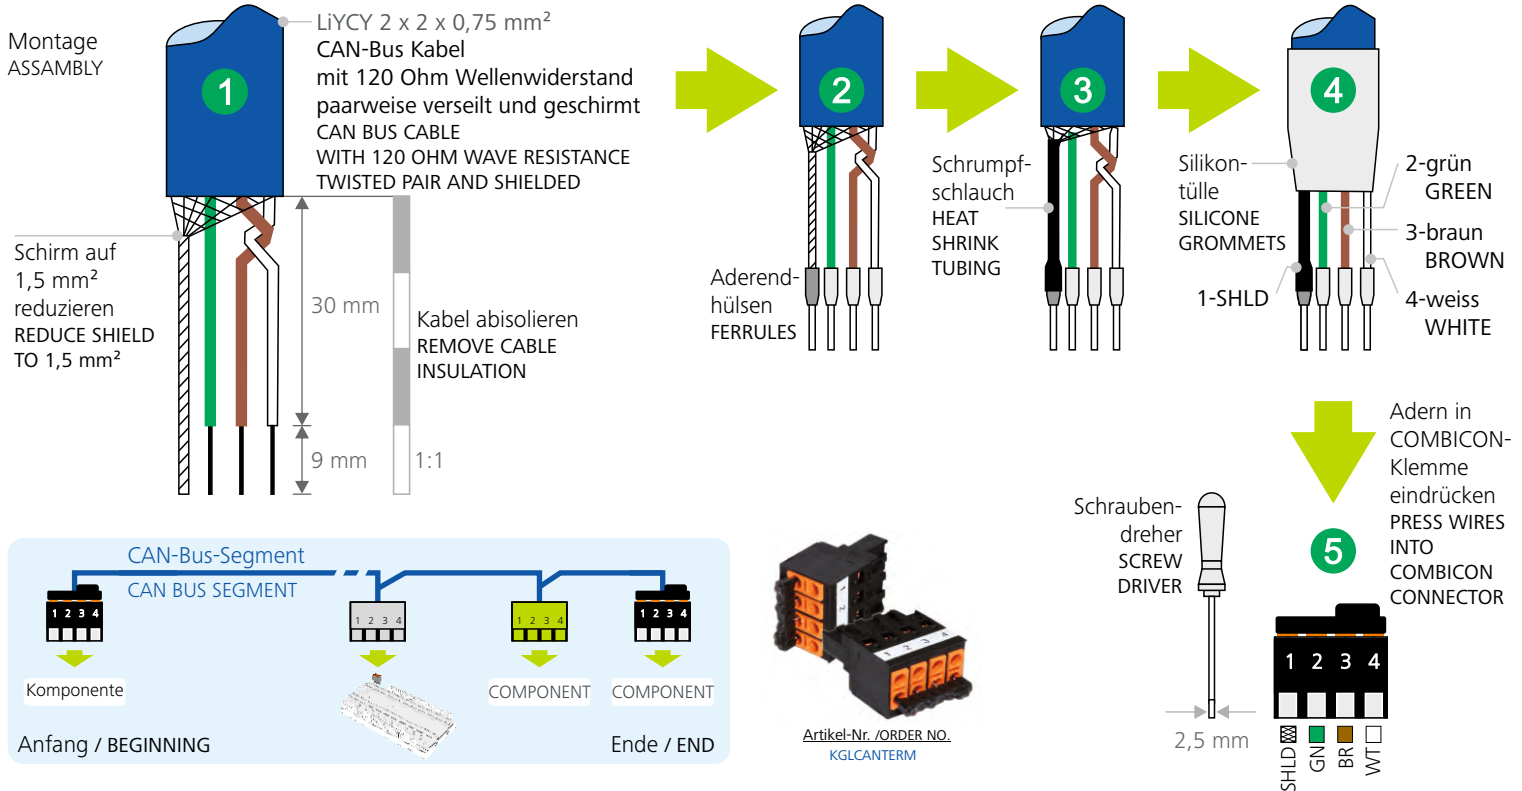 Montage
ASSAMBLY
1
LiYCY 2 x 2 x 0,75 mm²
CAN-Bus Kabel
mit 120 Ohm Wellenwiderstand
paarweise verseilt und geschirmt
CAN BUS CABLE
WITH 120 OHM WAVE RESISTANCE
TWISTED PAIR AND SHIELDED
Schirm auf
1,5 mm²
reduzieren
REDUCE SHIELD
TO 1,5 mm²
30 mm
9 mm
Kabel abisolieren
REMOVE CABLE
INSULATION
1:1
2
Aderend-
hülsen
FERRULES
3
Schrumpf-
schlauch
HEAT
SHRINK
TUBING
4
Silikon-
tülle
SILICONE
GROMMETS
1-SHLD
2-grün
GREEN
3-braun
BROWN
4-weiss
WHITE
Adern in
COMBICON-
Klemme
eindrücken
PRESS WIRES
INTO
COMBICON
CONNECTOR
5
Schrauben-
dreher
SCREW
DRIVER
2,5 mm
1 2 3 4
SHLD
GN
BR
WT
CAN-Bus-Segment
CAN BUS SEGMENT
1 2 3 4
1 2 3 4
1 2 3 4
1 2 3 4
Komponente
COMPONENT
COMPONENT
Anfang / BEGINNING
Ende / END
1
2
1 2 3 4
Artikel-Nr. /ORDER NO.
KGLCANTERM